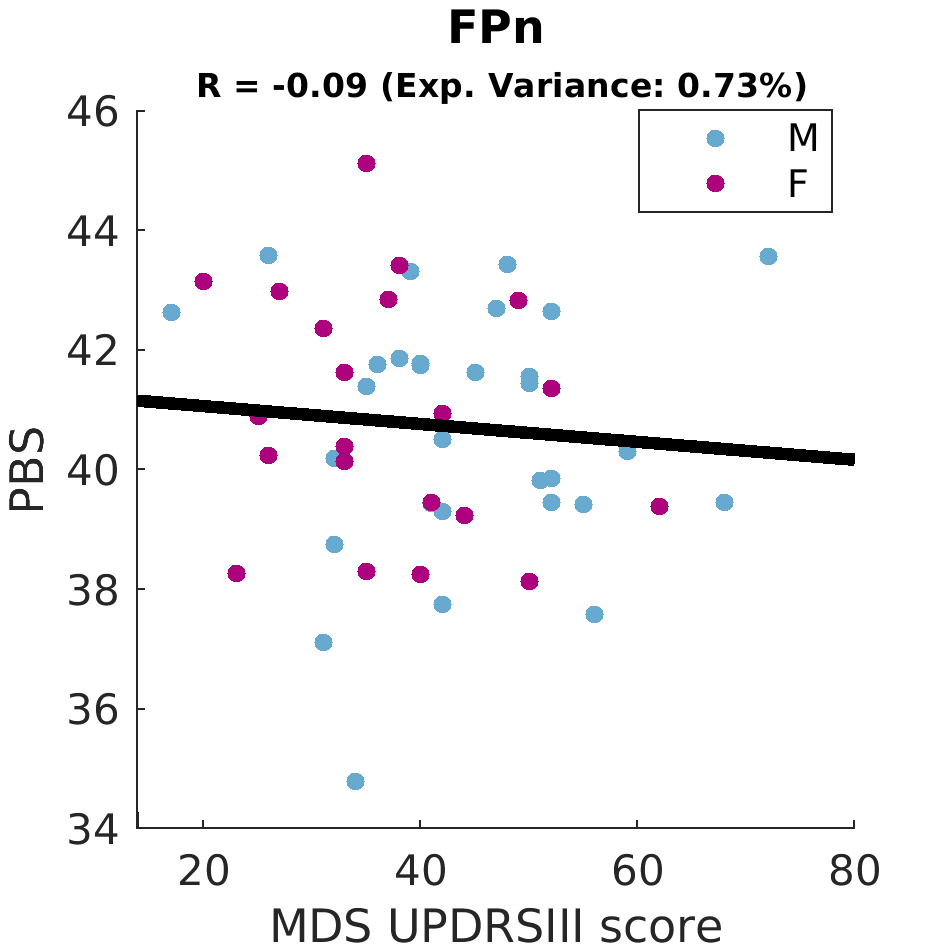 FPn
R = -0.09 (Exp. Variance: 0.73%)
46
M
F
44
42
40
38
36
34
PBS
20 40 60 80
MDS UPDRSIII score